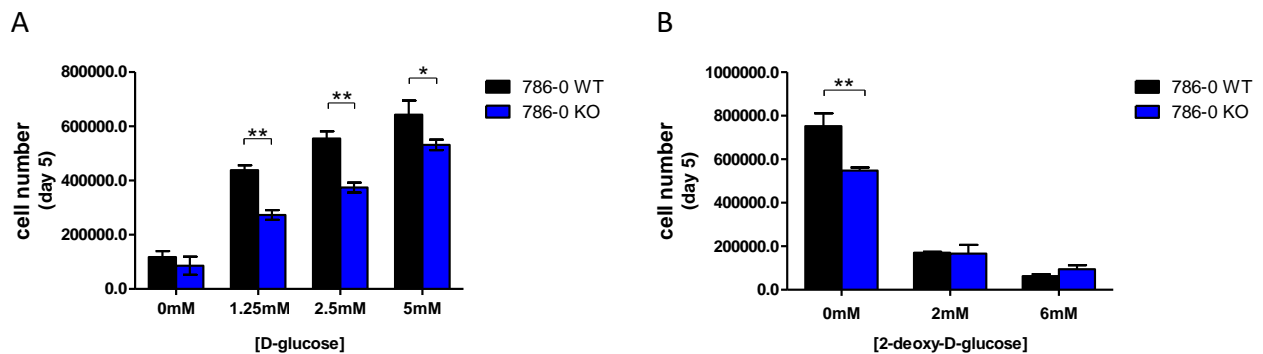 A
800000.0
600000.0
400000.0
200000.0
0.0
cell number
(day 5)
0mM 1.25mM 2.5mM 5mM
[D-glucose]
** ** *
786-0 WT
786-0 KO
B
1000000.0
800000.0
600000.0
400000.0
200000.0
0.0
cell number
(day 5)
0mM 2mM 6mM
[2-deoxy-D-glucose]
**
786-0 WT
786-0 KO